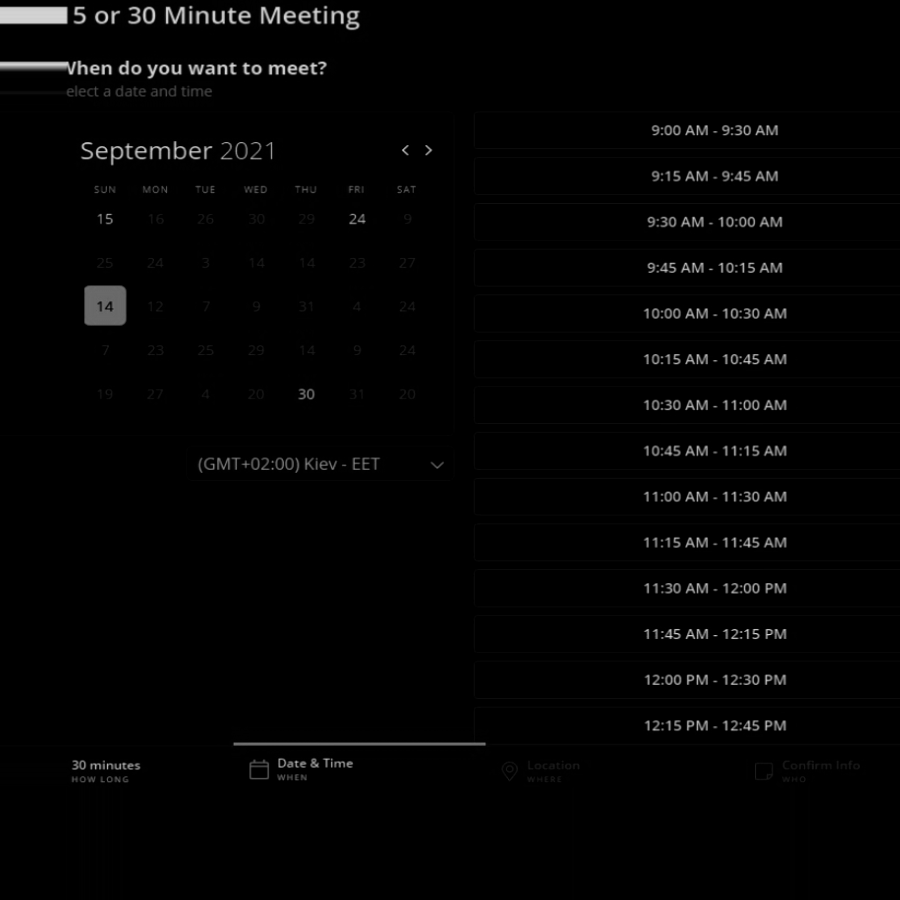 5 or 30 Minute Meeting
When do you want to meet?
elect a date and time
September 2021
SUN MON TUE WED THU FRI SAT
15 16 26 30 29 24 9
25 24 3 14 14 23 27
14 12 7 9 31 4 24
7 23 25 29 14 9 24
19 27 4 20 30 31 20
(GMT+02:00) Kiev - EET
9:00 AM - 9:30 AM
9:15 AM - 9:45 AM
9:30 AM - 10:00 AM
9:45 AM - 10:15 AM
10:00 AM - 10:30 AM
10:15 AM - 10:45 AM
10:30 AM - 11:00 AM
10:45 AM - 11:15 AM
11:00 AM - 11:30 AM
11:15 AM - 11:45 AM
11:30 AM - 12:00 PM
11:45 AM - 12:15 PM
12:00 PM - 12:30 PM
12:15 PM - 12:45 PM
30 minutes
HOW LONG
Date & Time
WHEN
Location
WHERE
Confirm Info
WHO